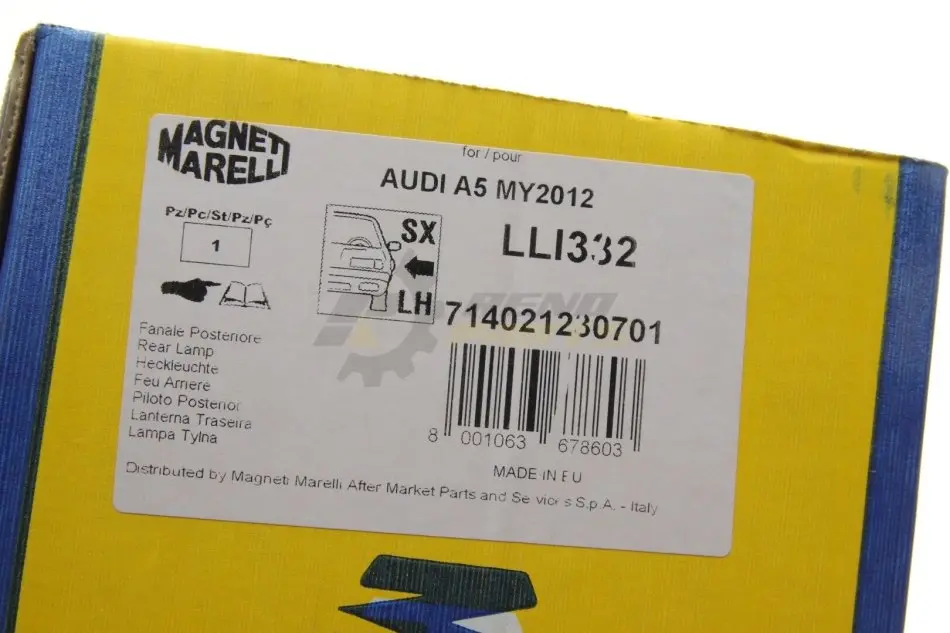 MAGNETI
MARELLI
for / pour
AUDI A5 MY2012
Pz/Pc/St/Pz/Pç
1
SX
LH
LLI332
714021230701
Fanale Posteriore
Rear Lamp
Heckleuchte
Feu Arriere
Piloto Posterior
Lanterna Traseira
Lampa Tylna
8 001063 678603
MADE IN EU
Distributed by Magneti Marelli After Market Parts and Services S.p.A. - Italy